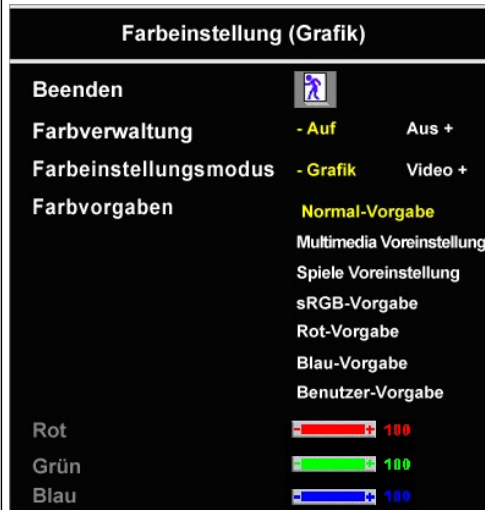 Farbeinstellung (Grafik)
Beenden
Farbverwaltung - Auf Aus +
Farbeinstellungsmodus - Grafik Video +
Farbvorgaben Normal-Vorgabe
Multimedia Voreinstellung
Spiele Voreinstellung
sRGB-Vorgabe
Rot-Vorgabe
Blau-Vorgabe
Benutzer-Vorgabe
Rot - + 100
Grün - + 100
Blau - + 100